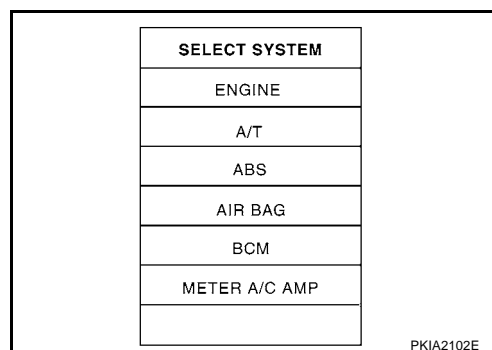 SELECT SYSTEM
ENGINE
A/T
ABS
AIR BAG
BCM
METER A/C AMP
PKIA2102E